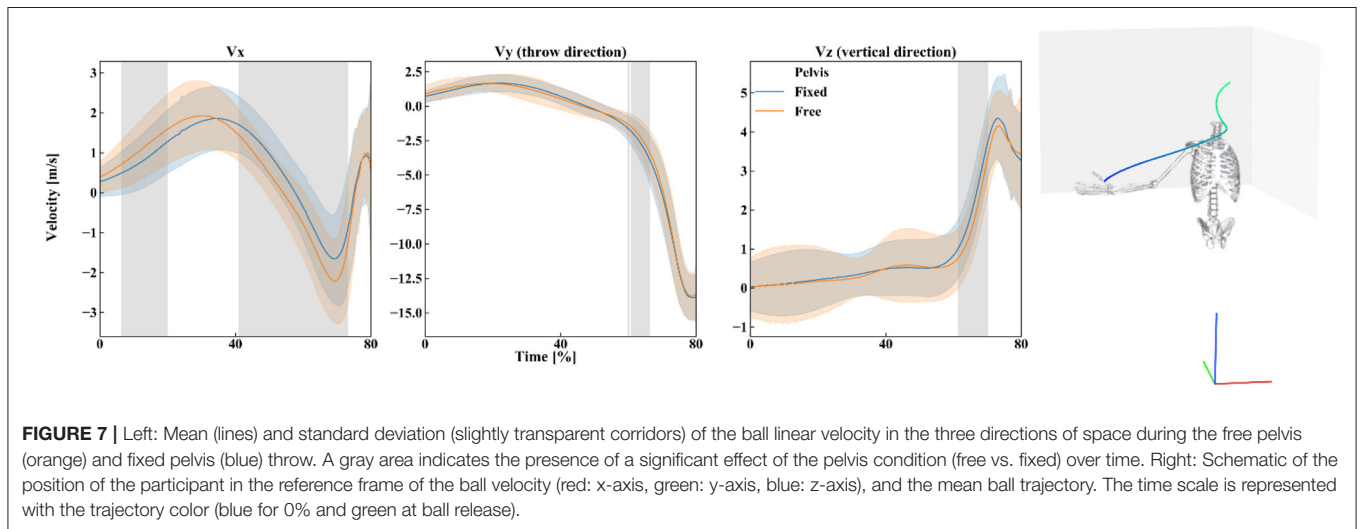 Vx
Vy (throw direction)
Vz (vertical direction)
Velocity [m/s]
3
2
1
0
−1
−2
−3
0
40
80
2.5
0.0
−2.5
−5.0
−7.5
−10.0
−12.5
−15.0
0
40
80
Time [%]
5
4
3
2
1
0
−1
0
40
80
Pelvis
Fixed
Free
FIGURE 7 | Left: Mean (lines) and standard deviation (slightly transparent corridors) of the ball linear velocity in the three directions of space during the free pelvis
(orange) and fixed pelvis (blue) throw. A gray area indicates the presence of a significant effect of the pelvis condition (free vs. fixed) over time. Right: Schematic of the
position of the participant in the reference frame of the ball velocity (red: x-axis, green: y-axis, blue: z-axis), and the mean ball trajectory. The time scale is represented
with the trajectory color (blue for 0% and green at ball release).